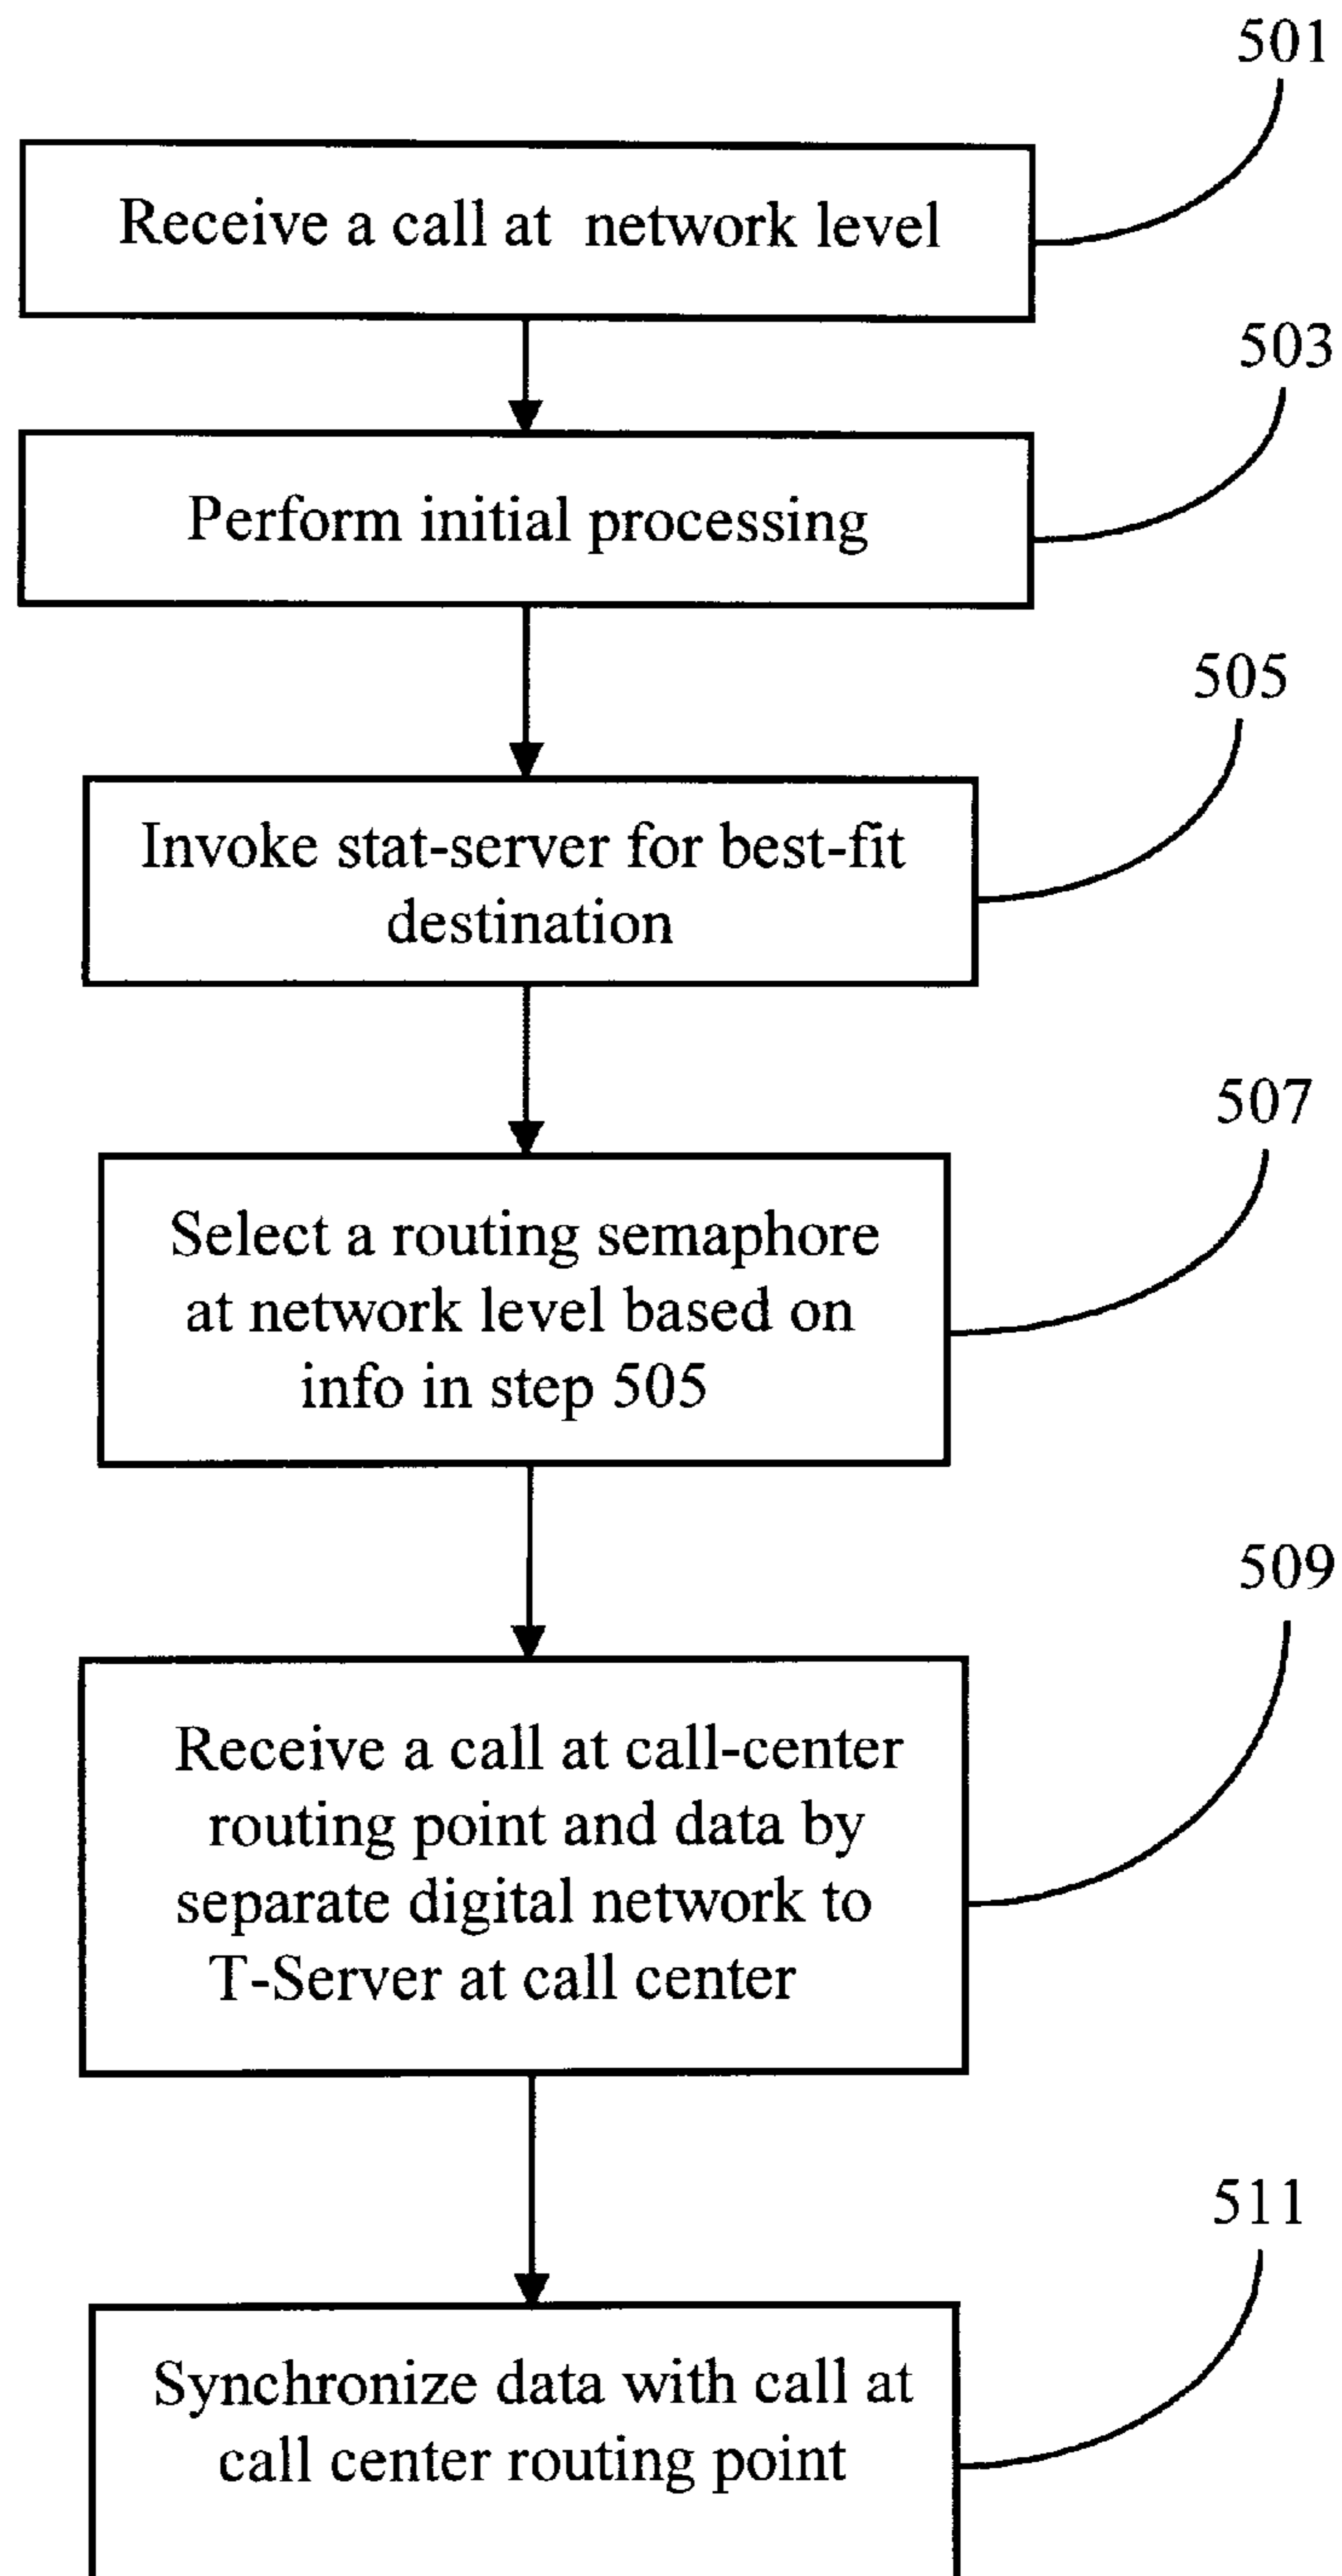 501
Receive a call at network level
503
Perform initial processing
505
Invoke stat-server for best-fit
destination
507
Select a routing semaphore
at network level based on
info in step 505
509
Receive a call at call-center
routing point and data by
separate digital network to
T-Server at call center
511
Synchronize data with call at
call center routing point